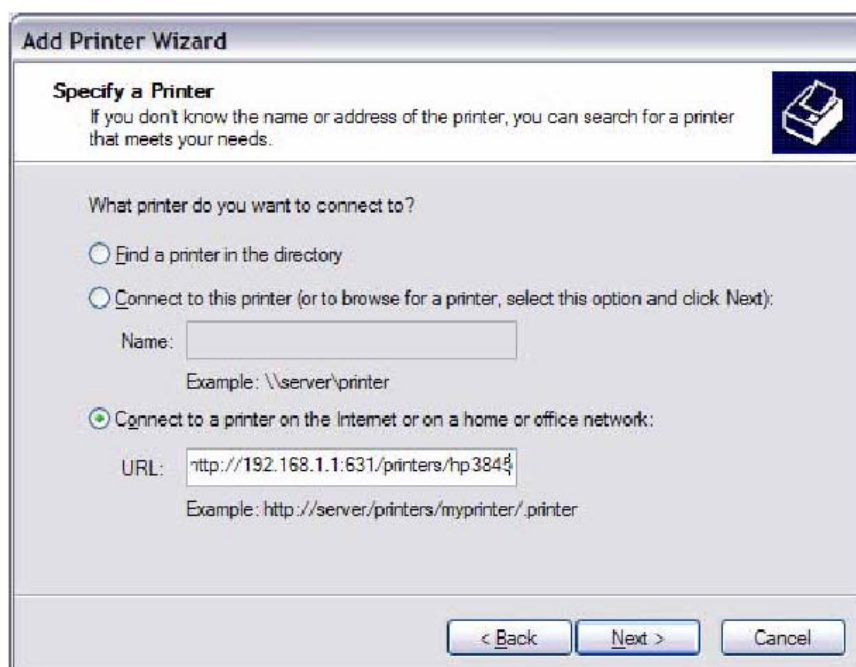 Add Printer Wizard
Specify a Printer
If you don't know the name or address of the printer, you can search for a printer
that meets your needs.
What printer do you want to connect to?
Find a printer in the directory
Connect to this printer (or to browse for a printer, select this option and click Next):
Name:
Example: \\server\printer
Connect to a printer on the Internet or on a home or office network:
URL: http://192.168.1.1:631/printers/hp3845
Example: http://server/printers/myprinter/.printer
< Back Next > Cancel